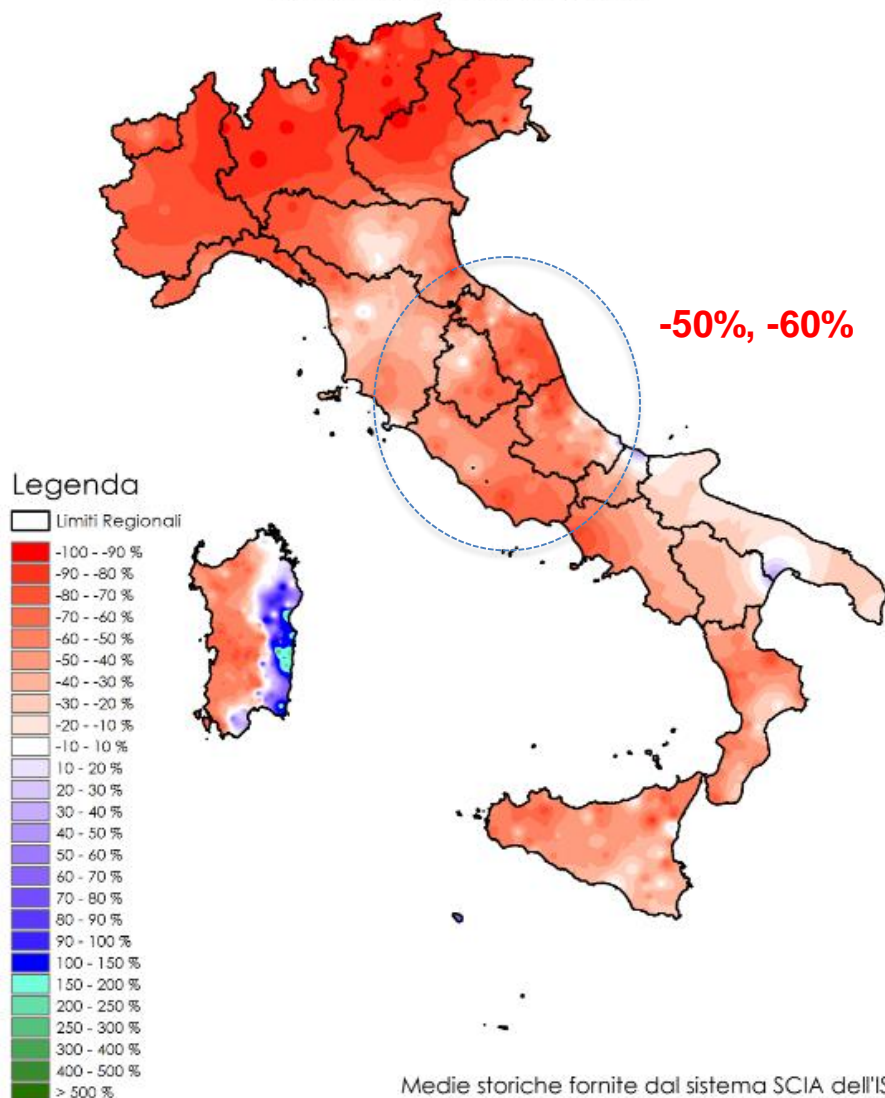 -50%, -60%
Legenda
Limiti Regionali
-100 - -90 %
-90 - -80 %
-80 - -70 %
-70 - -60 %
-60 - -50 %
-50 - -40 %
-40 - -30 %
-30 - -20 %
-20 - -10 %
-10 - 10 %
10 - 20 %
20 - 30 %
30 - 40 %
40 - 50 %
50 - 60 %
60 - 70 %
70 - 80 %
80 - 90 %
90 - 100 %
100 - 150 %
150 - 200 %
200 - 250 %
250 - 300 %
300 - 400 %
400 - 500 %
> 500 %
Medie storiche fornite dal sistema SCIA dell'IS